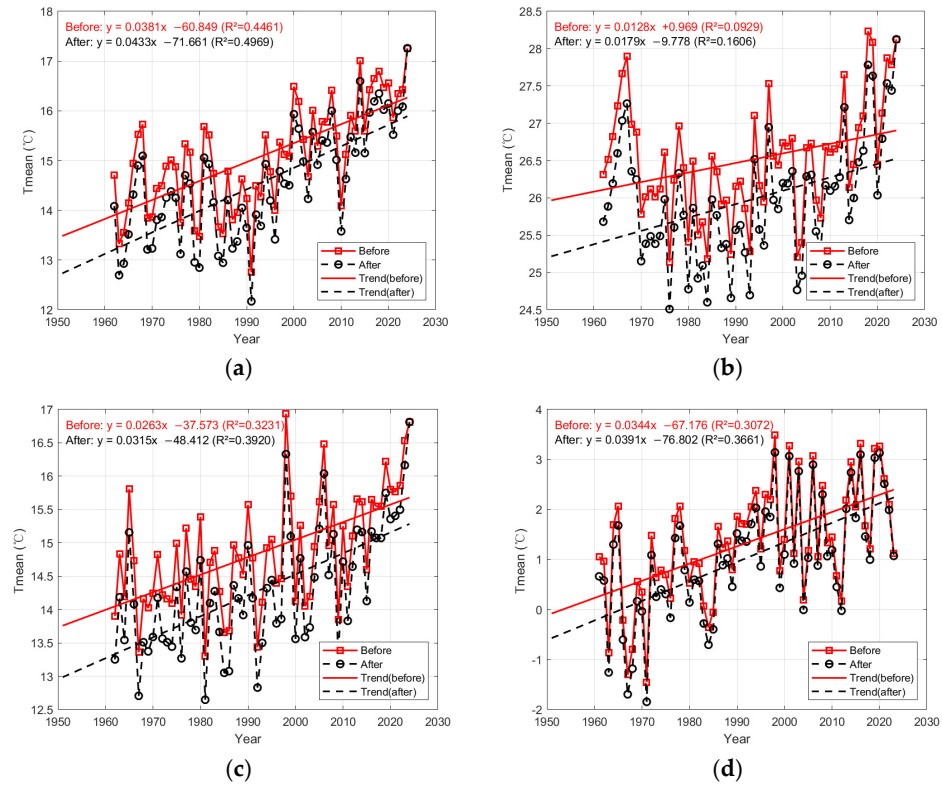 Before: y = 0.0381x −60.849 (R²=0.4461)
After: y = 0.0433x −71.661 (R²=0.4969)
Tmean (℃)
17
16
15
14
13
12
1950 1960 1970 1980 1990 2000 2010 2020 2030
Year
Before
After
Trend(before)
Trend(after)
(a)
Before: y = 0.0128x +0.969 (R²=0.0929)
After: y = 0.0179x −9.778 (R²=0.1606)
Tmean (℃)
28.5
28
27.5
27
26.5
26
25.5
25
24.5
1950 1960 1970 1980 1990 2000 2010 2020 2030
Year
Before
After
Trend(before)
Trend(after)
(b)
Before: y = 0.0263x −37.573 (R²=0.3231)
After: y = 0.0315x −48.412 (R²=0.3920)
Tmean (℃)
17
16.5
16
15.5
15
14.5
14
13.5
13
12.5
1950 1960 1970 1980 1990 2000 2010 2020 2030
Year
Before
After
Trend(before)
Trend(after)
(c)
Before: y = 0.0344x −67.176 (R²=0.3072)
After: y = 0.0391x −76.802 (R²=0.3661)
Tmean (℃)
4
3
2
1
0
-1
-2
1950 1960 1970 1980 1990 2000 2010 2020 2030
Year
Before
After
Trend(before)
Trend(after)
(d)